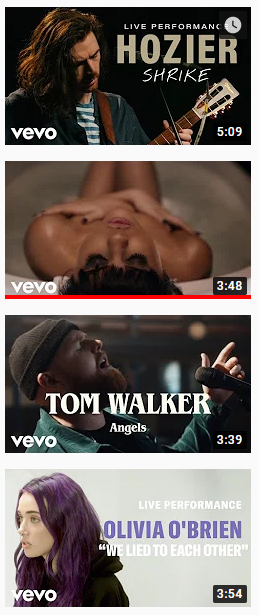 LIVE PERFORMANC
HOZIER
SHRIKE
vevo
5:09
vevo
3:48
TOM WALKER
Angels
vevo
3:39
LIVE PERFORMANCE
OLIVIA O'BRIEN
“WE LIED TO EACH OTHER”
vevo
3:54